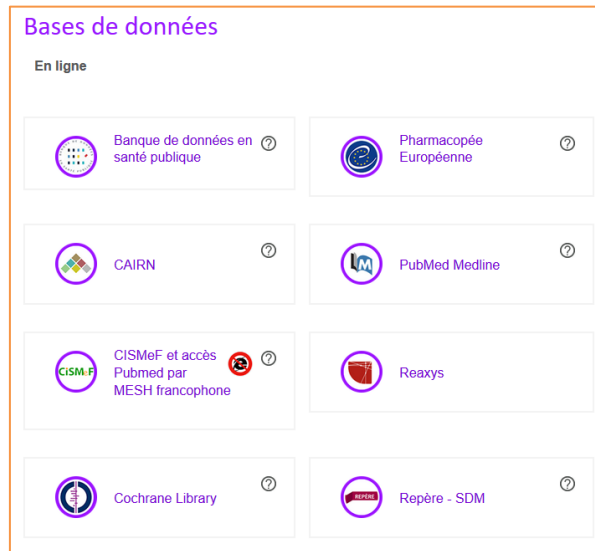 Bases de données
En ligne
Banque de données en
santé publique
Pharmacopée
Européenne
CAIRN
PubMed Medline
CiSMeF
CISMeF et accès
Pubmed par
MESH francophone
Reaxys
Cochrane Library
REPÈRE
Repère - SDM